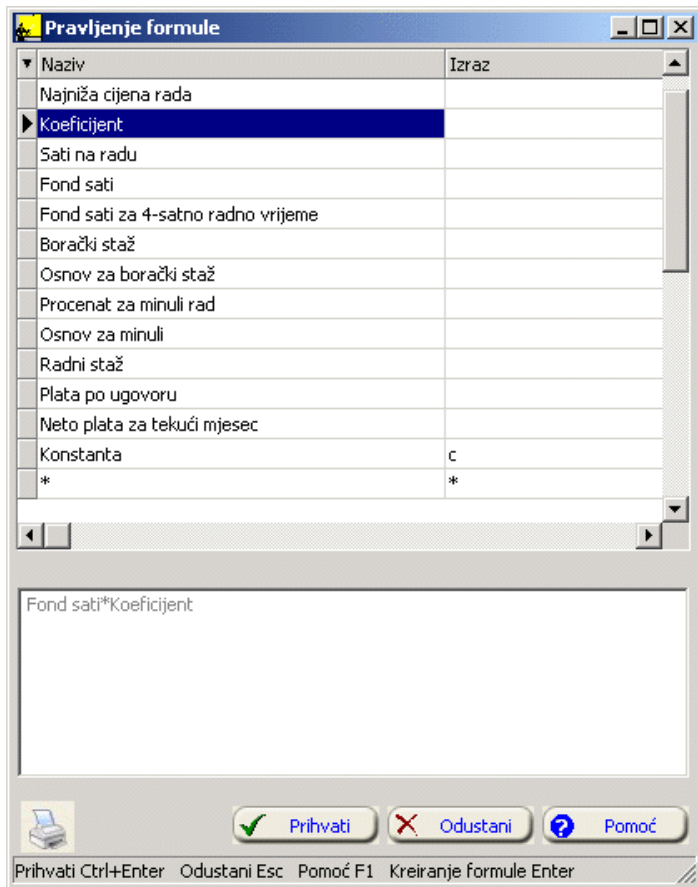 Pravljenje formule
Naziv Izraz
Najniža cijena rada
Koeficijent
Sati na radu
Fond sati
Fond sati za 4-satno radno vrijeme
Borački staž
Osnov za borački staž
Procenat za minuli rad
Osnov za minuli
Radni staž
Plata po ugovoru
Neto plata za tekući mjesec
Konstanta c
* *
Fond sati*Koeficijent
Prihvati Odustani ? Pomoć
Prihvati Ctrl+Enter Odustani Esc Pomoć F1 Kreiranje formule Enter